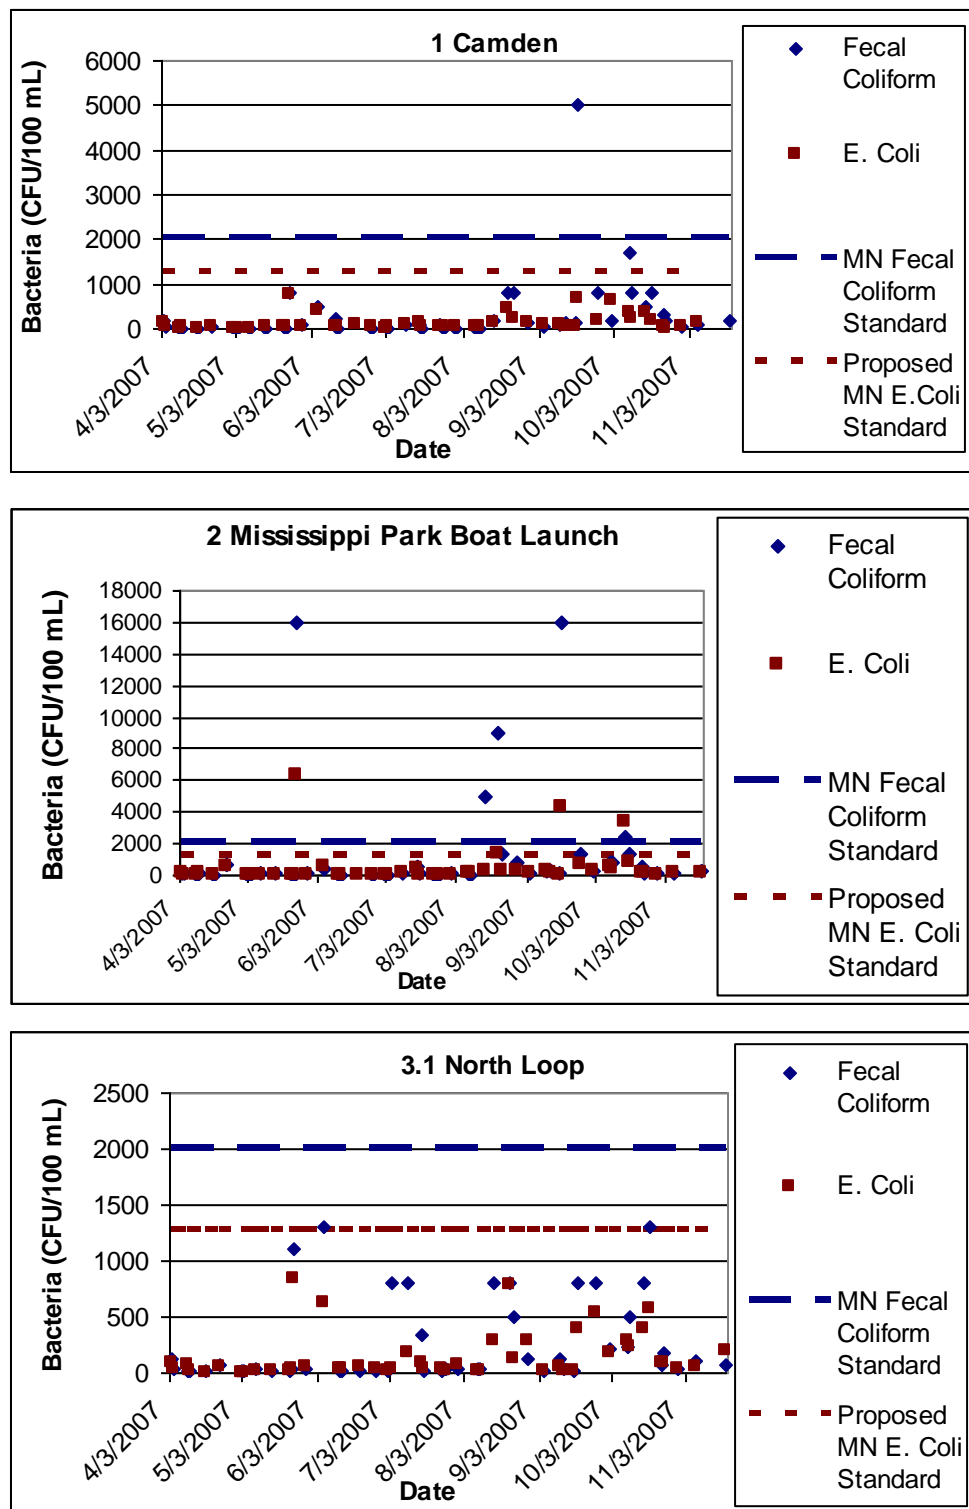 1 Camden
Bacteria (CFU/100 mL)
6000
5000
4000
3000
2000
1000
0
4/3/2007
5/3/2007
6/3/2007
7/3/2007
8/3/2007
9/3/2007
10/3/2007
11/3/2007
Date
Fecal
Coliform
E. Coli
MN Fecal
Coliform
Standard
Proposed
MN E.Coli
Standard
2 Mississippi Park Boat Launch
Bacteria (CFU/100 mL)
18000
16000
14000
12000
10000
8000
6000
4000
2000
0
4/3/2007
5/3/2007
6/3/2007
7/3/2007
8/3/2007
9/3/2007
10/3/2007
11/3/2007
Date
Fecal
Coliform
E. Coli
MN Fecal
Coliform
Standard
Proposed
MN E. Coli
Standard
3.1 North Loop
Bacteria (CFU/100 mL)
2500
2000
1500
1000
500
0
4/3/2007
5/3/2007
6/3/2007
7/3/2007
8/3/2007
9/3/2007
10/3/2007
11/3/2007
Date
Fecal
Coliform
E. Coli
MN Fecal
Coliform
Standard
Proposed
MN E. Coli
Standard